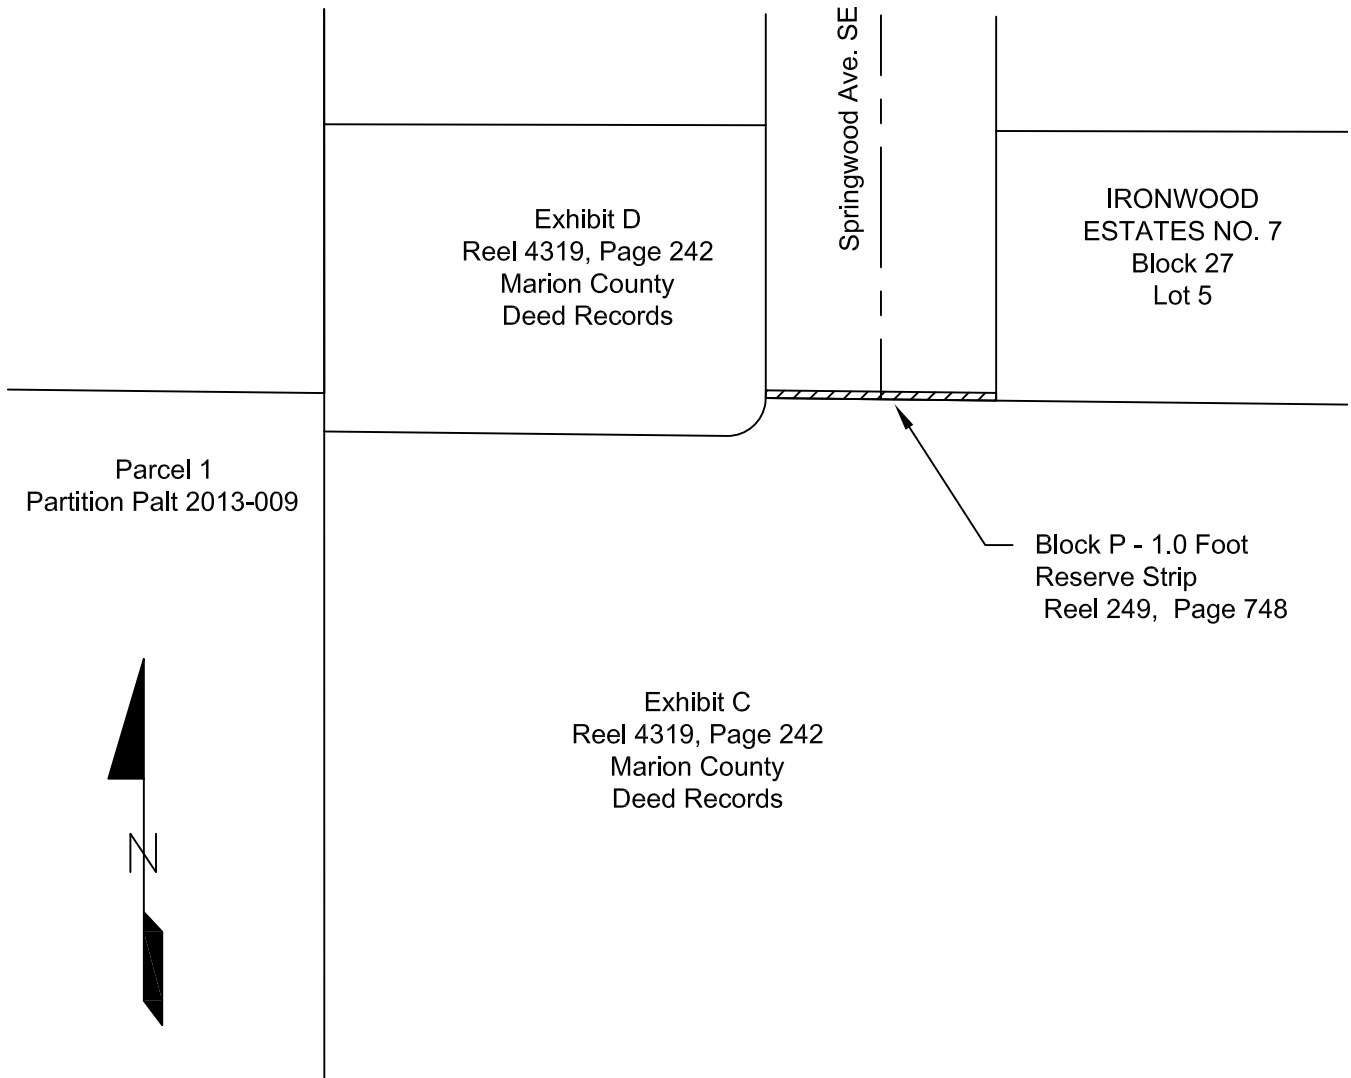 Springwood Ave. SE
Exhibit D
Reel 4319, Page 242
Marion County
Deed Records
IRONWOOD
ESTATES NO. 7
Block 27
Lot 5
Parcel 1
Partition Palt 2013-009
Block P - 1.0 Foot
Reserve Strip
Reel 249, Page 748
Exhibit C
Reel 4319, Page 242
Marion County
Deed Records
N